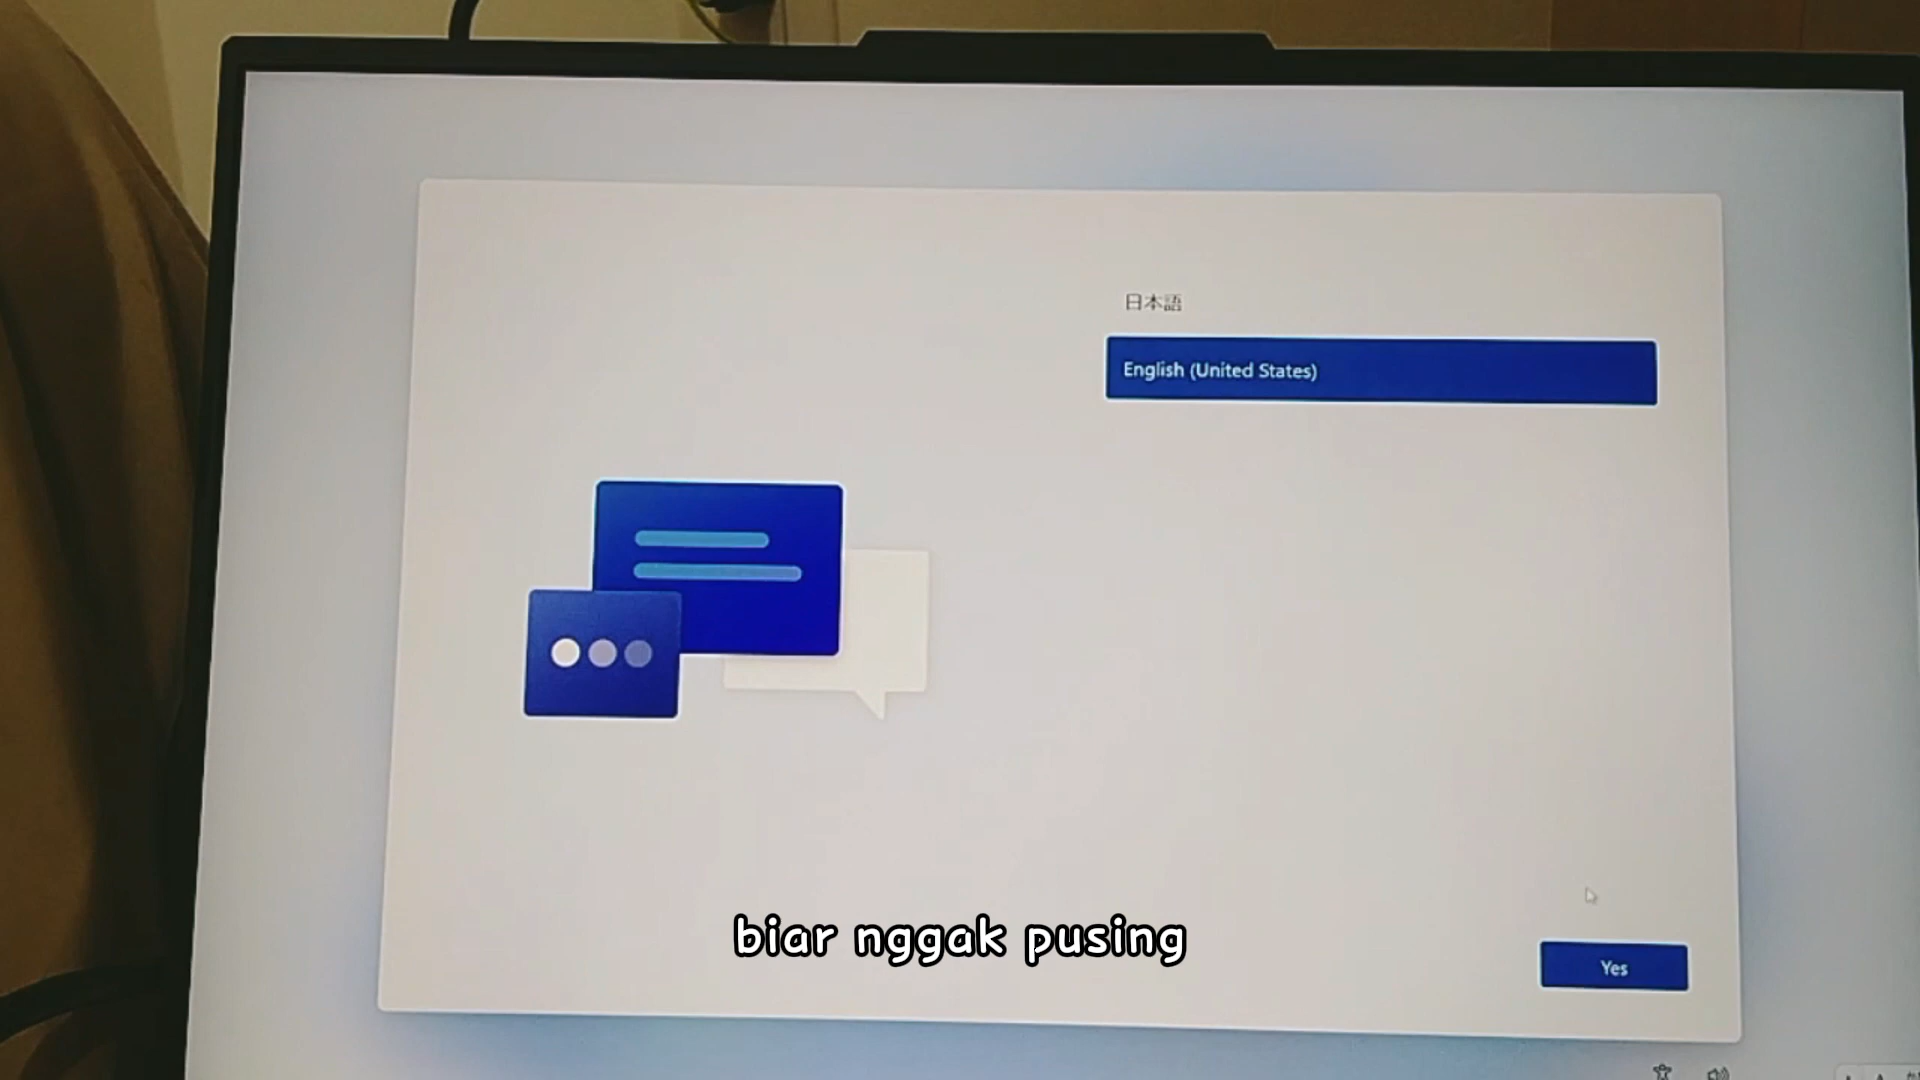 日本語
English (United States)
biar nggak pusing
Yes